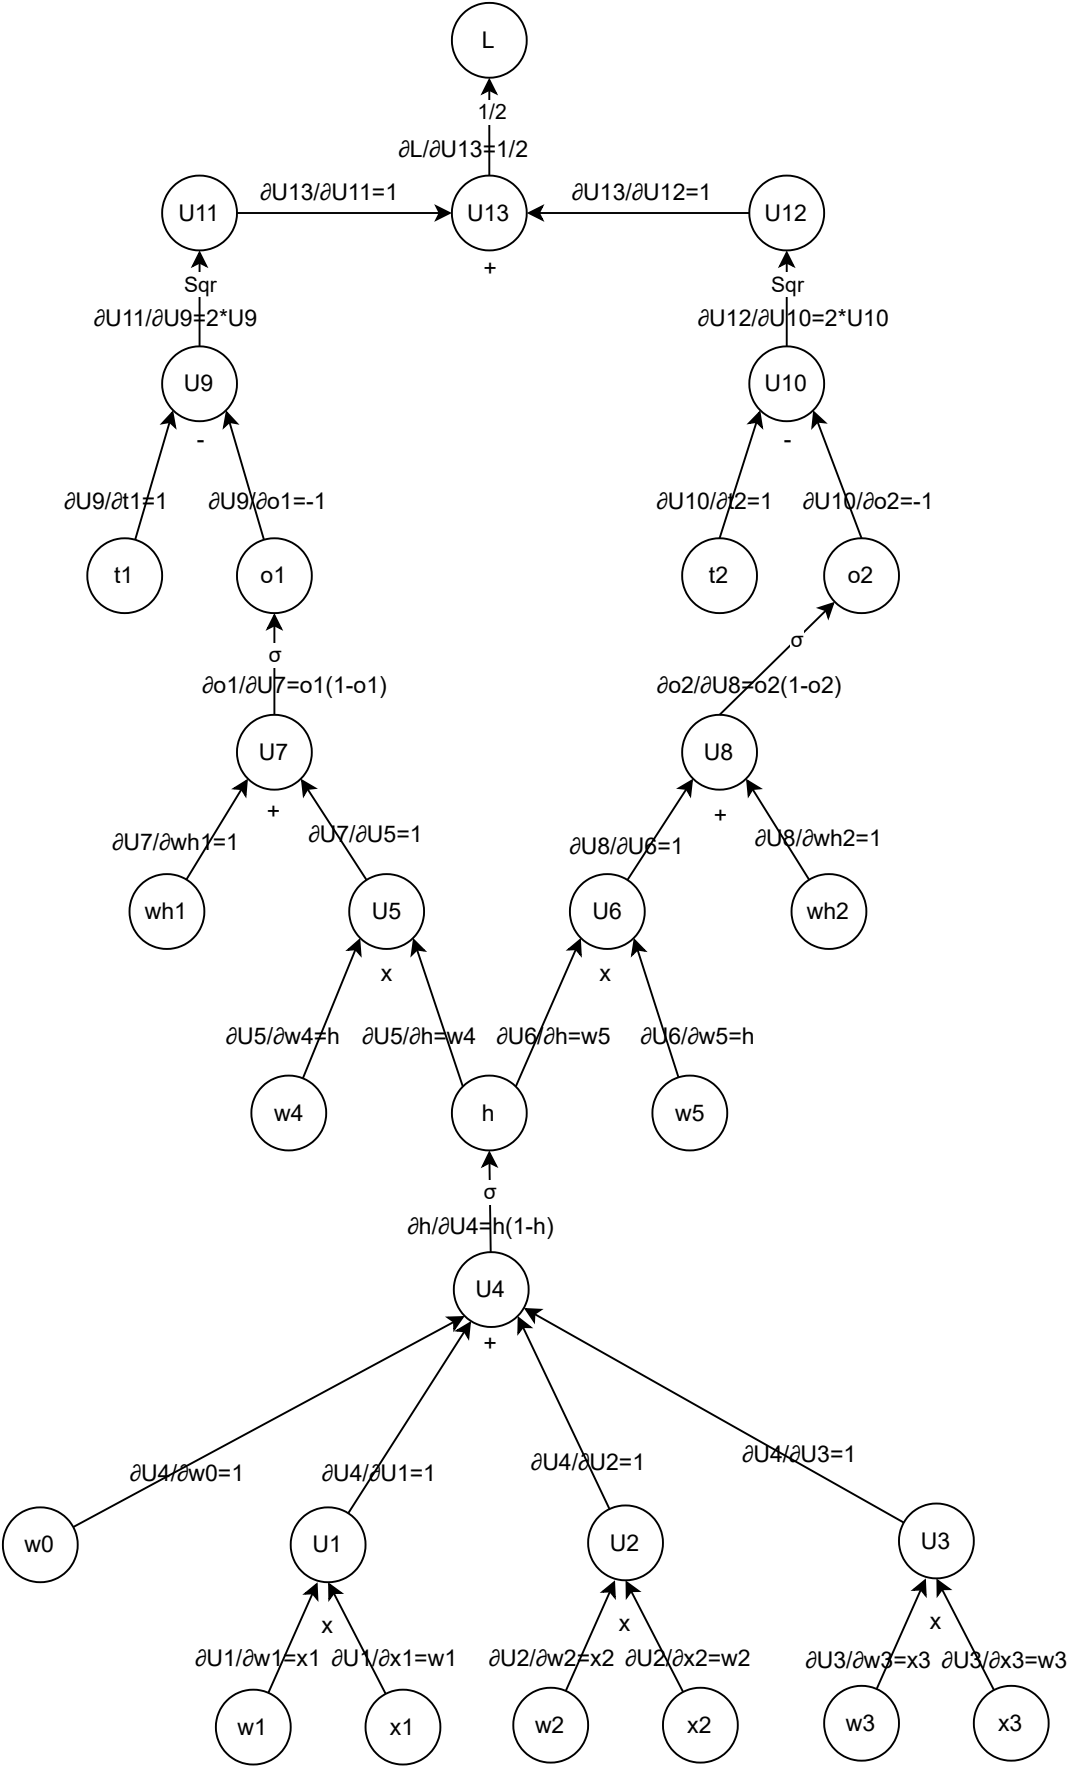 L
1/2
∂L/∂U13=1/2
∂U13/∂U11=1
∂U13/∂U12=1
U11
U13
U12
+
Sqr
Sqr
∂U11/∂U9=2*U9
∂U12/∂U10=2*U10
U9
U10
-
-
∂U9/∂t1=1
∂U9/∂o1=-1
∂U10/∂t2=1
∂U10/∂o2=-1
t1
o1
t2
o2
σ
σ
∂o1/∂U7=o1(1-o1)
∂o2/∂U8=o2(1-o2)
U7
U8
+
+
∂U7/∂wh1=1
∂U7/∂U5=1
∂U8/∂U6=1
∂U8/∂wh2=1
wh1
U5
U6
wh2
x
x
∂U5/∂w4=h
∂U5/∂h=w4
∂U6/∂h=w5
∂U6/∂w5=h
w4
h
w5
σ
∂h/∂U4=h(1-h)
U4
+
∂U4/∂w0=1
∂U4/∂U1=1
∂U4/∂U2=1
∂U4/∂U3=1
w0
U1
U2
U3
x
x
x
∂U1/∂w1=x1
∂U1/∂x1=w1
∂U2/∂w2=x2
∂U2/∂x2=w2
∂U3/∂w3=x3
∂U3/∂x3=w3
w1
x1
w2
x2
w3
x3